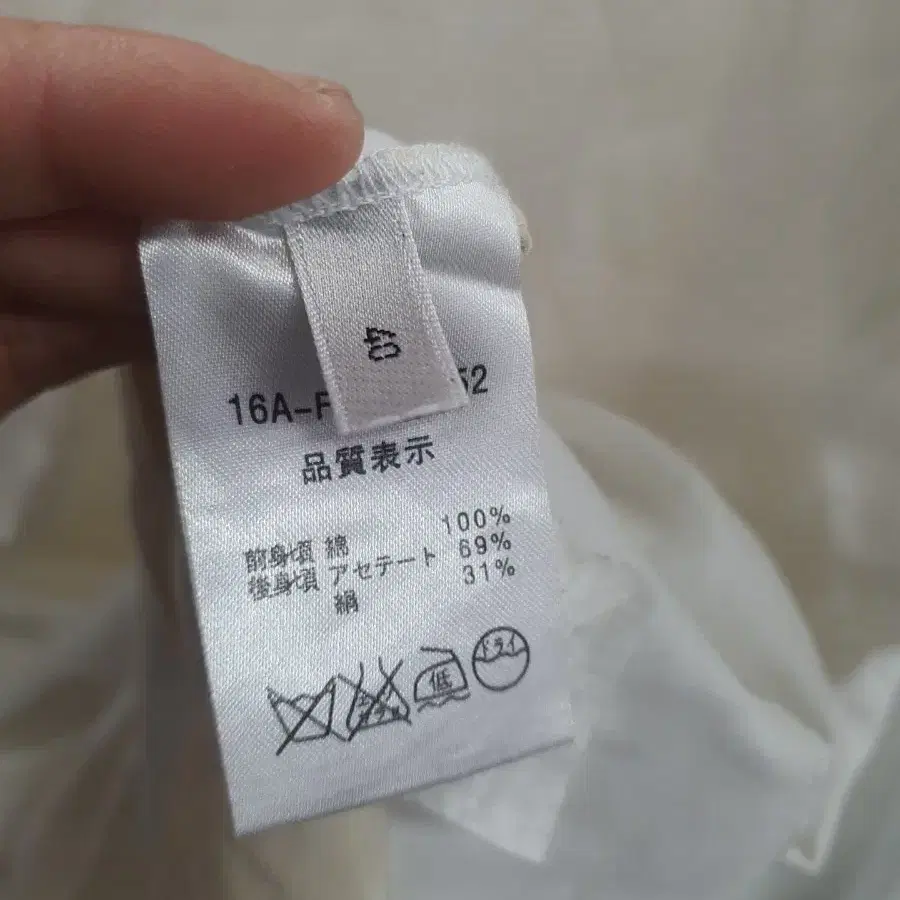 40
16A-F 52
品質表示
前身頃 綿 100%
後身頃 アセテート 69%
絹 31%
低 ドライ